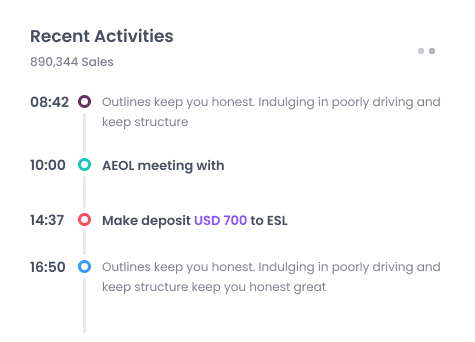 Recent Activities
890,344 Sales
08:42 Outlines keep you honest. Indulging in poorly driving and
keep structure
10:00 AEOL meeting with
14:37 Make deposit USD 700 to ESL
16:50 Outlines keep you honest. Indulging in poorly driving and
keep structure keep you honest great